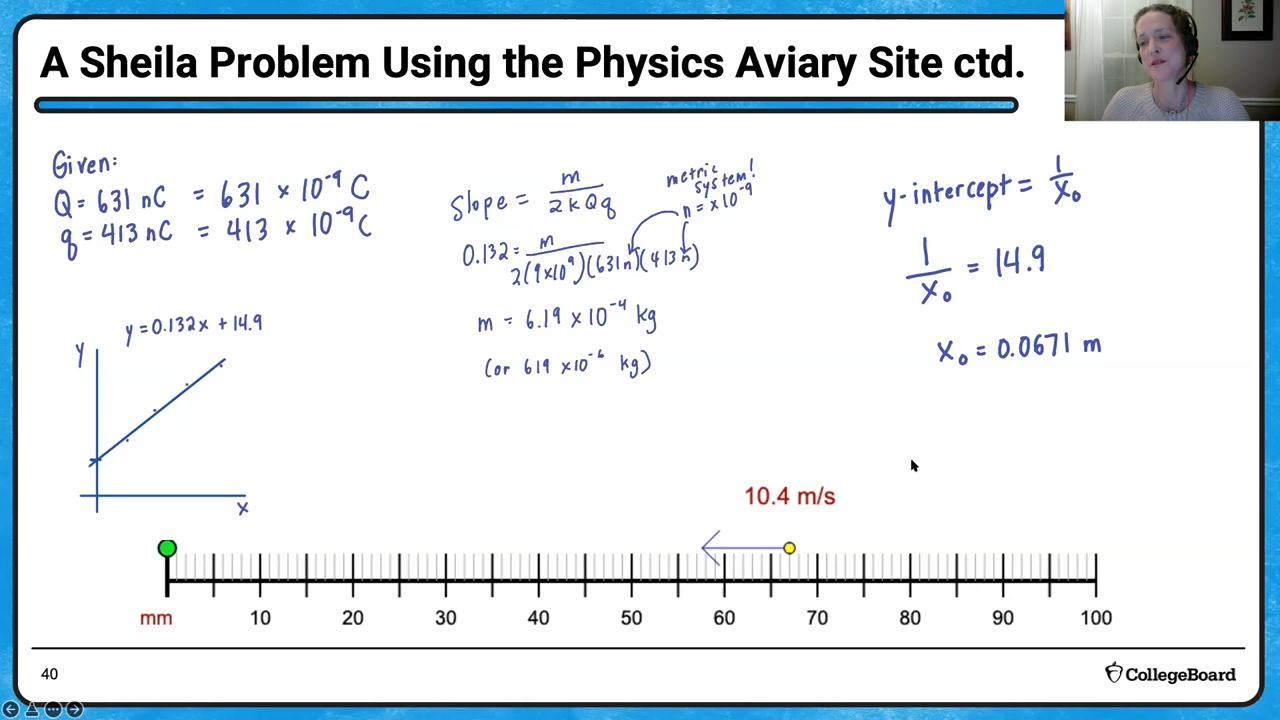 A Sheila Problem Using the Physics Aviary Site ctd.
Given:
Q = 631 nC = 631 × 10⁻⁹ C
q = 413 nC = 413 × 10⁻⁹ C
y = 0.132x + 14.9
y
x
Slope = m / 2kQq
metric system!
n = × 10⁻⁹
0.132 = m / 2(9×10⁹)(631n)(413n)
m = 6.19 × 10⁻⁴ kg
(or 619 × 10⁻⁶ kg)
y-intercept = 1/x₀
1/x₀ = 14.9
x₀ = 0.0671 m
10.4 m/s
mm 10 20 30 40 50 60 70 80 90 100
40
CollegeBoard